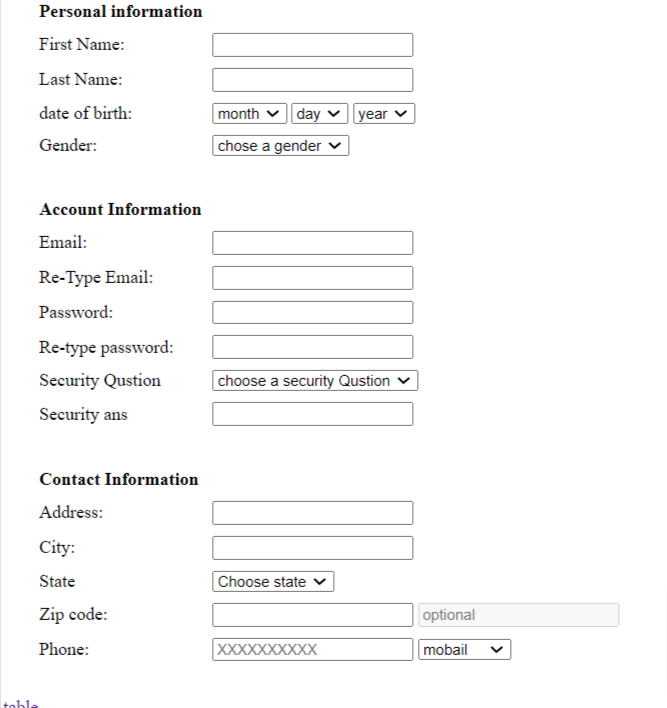 Personal information
First Name:
Last Name:
date of birth: month day year
Gender: chose a gender
Account Information
Email:
Re-Type Email:
Password:
Re-type password:
Security Qustion choose a security Qustion
Security ans
Contact Information
Address:
City:
State Choose state
Zip code: optional
Phone: XXXXXXXXXX mobail
table